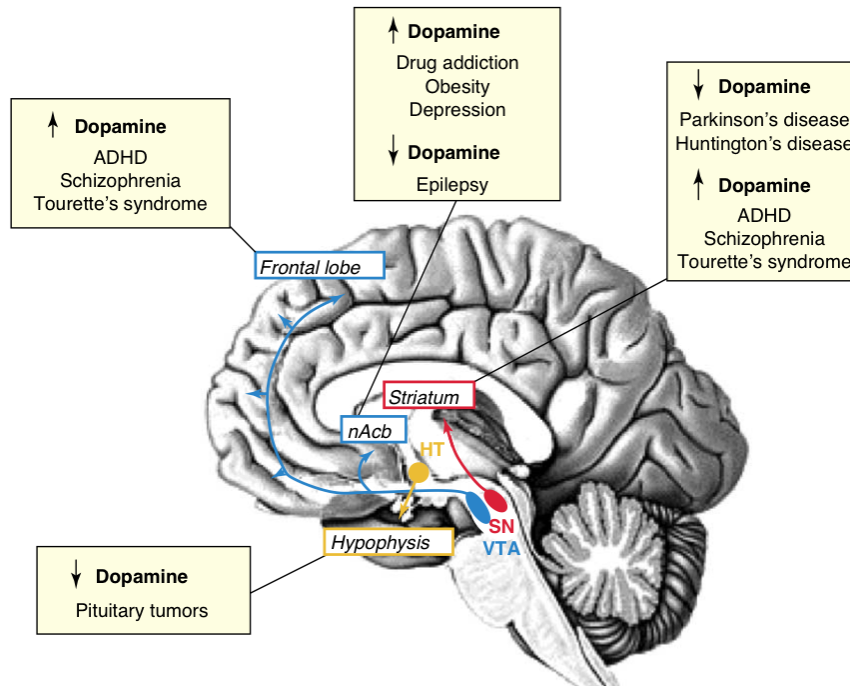 ↑ Dopamine
Drug addiction
Obesity
Depression
↓ Dopamine
Epilepsy
↓ Dopamine
Parkinson's disease
Huntington's disease
↑ Dopamine
ADHD
Schizophrenia
Tourette's syndrome
↑ Dopamine
ADHD
Schizophrenia
Tourette's syndrome
Frontal lobe
Striatum
nAcb
HT
SN
VTA
Hypophysis
↓ Dopamine
Pituitary tumors